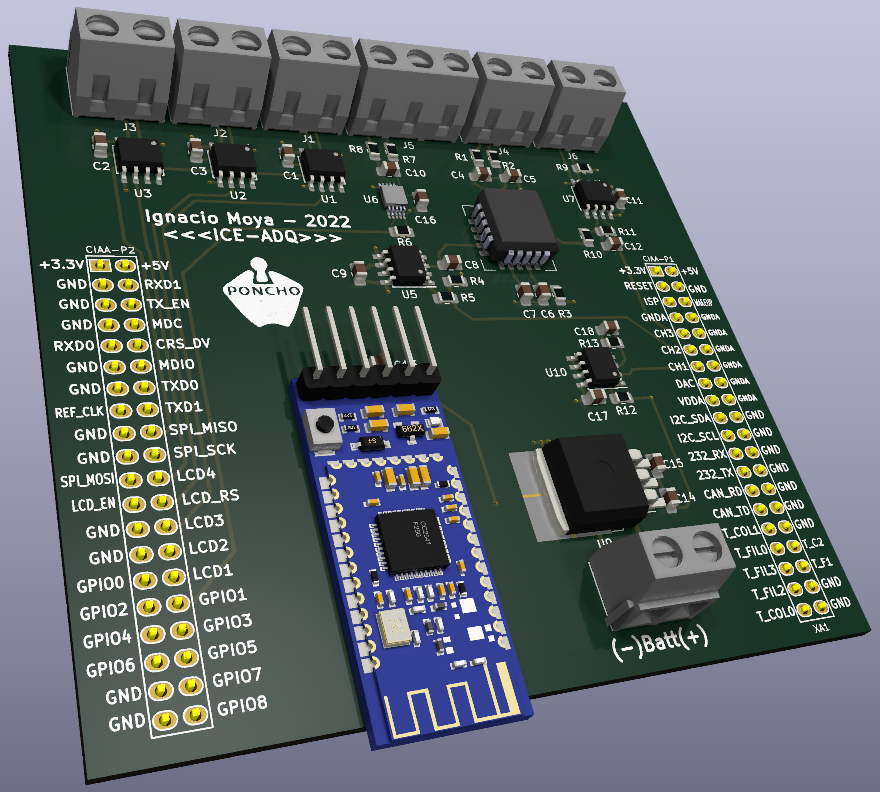 J3
J2
J1
J5
J4
J6
C2
U3
C3
U2
C1
U1
R8
R7
C10
U6
C16
R6
R1
R2
C4
C5
R9
U7
C11
R11
R10
C12
Ignacio Moya – 2022
<<<ICE-ADQ>>>
PONCHO
C9
U5
C8
R4
R5
C7 C6 R3
C18
R13
U10
C17
R12
CIAA-P2
+3.3V +5V
GND RXD1
GND TX_EN
GND MDC
RXD0 CRS_DV
GND MDIO
GND TXD0
REF_CLK TXD1
GND SPI_MISO
GND SPI_SCK
SPI_MOSI LCD4
LCD_EN LCD_RS
GND LCD3
GND LCD2
GPIO0 LCD1
GPIO2 GPIO1
GPIO4 GPIO3
GPIO6 GPIO5
GND GPIO7
GND GPIO8
CIAA-P1
+3.3V +5V
RESET GND
ISP WAKEUP
GNDA GNDA
CH3 GNDA
CH2 GNDA
CH1 GNDA
DAC GNDA
VDDA GNDA
I2C_SDA GND
I2C_SCL GND
232_RX GND
232_TX GND
CAN_RD GND
CAN_TD GND
T_COL1 GND
T_FIL0 T_C2
T_FIL3 T_F1
T_FIL2 GND
T_COL0 GND
XA1
662X
C15
14
(-)Batt(+)